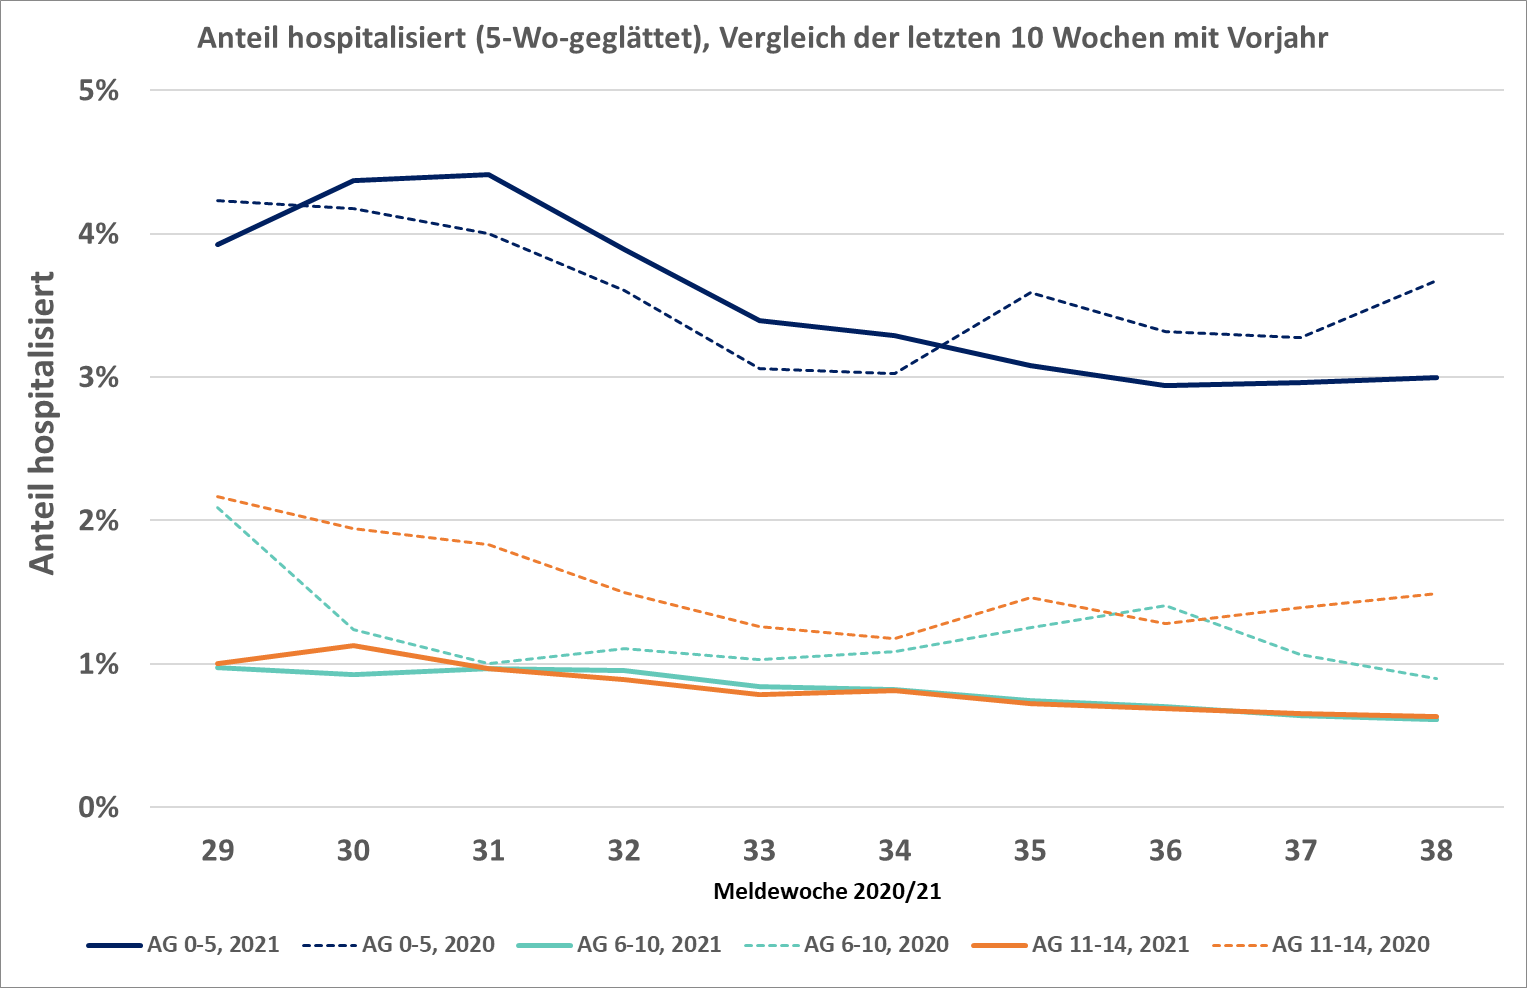 Anteil hospitalisiert (5-Wo-geglättet), Vergleich der letzten 10 Wochen mit Vorjahr
Anteil hospitalisiert
5%
4%
3%
2%
1%
0%
29 30 31 32 33 34 35 36 37 38
Meldewoche 2020/21
AG 0-5, 2021 AG 0-5, 2020 AG 6-10, 2021 AG 6-10, 2020 AG 11-14, 2021 AG 11-14, 2020